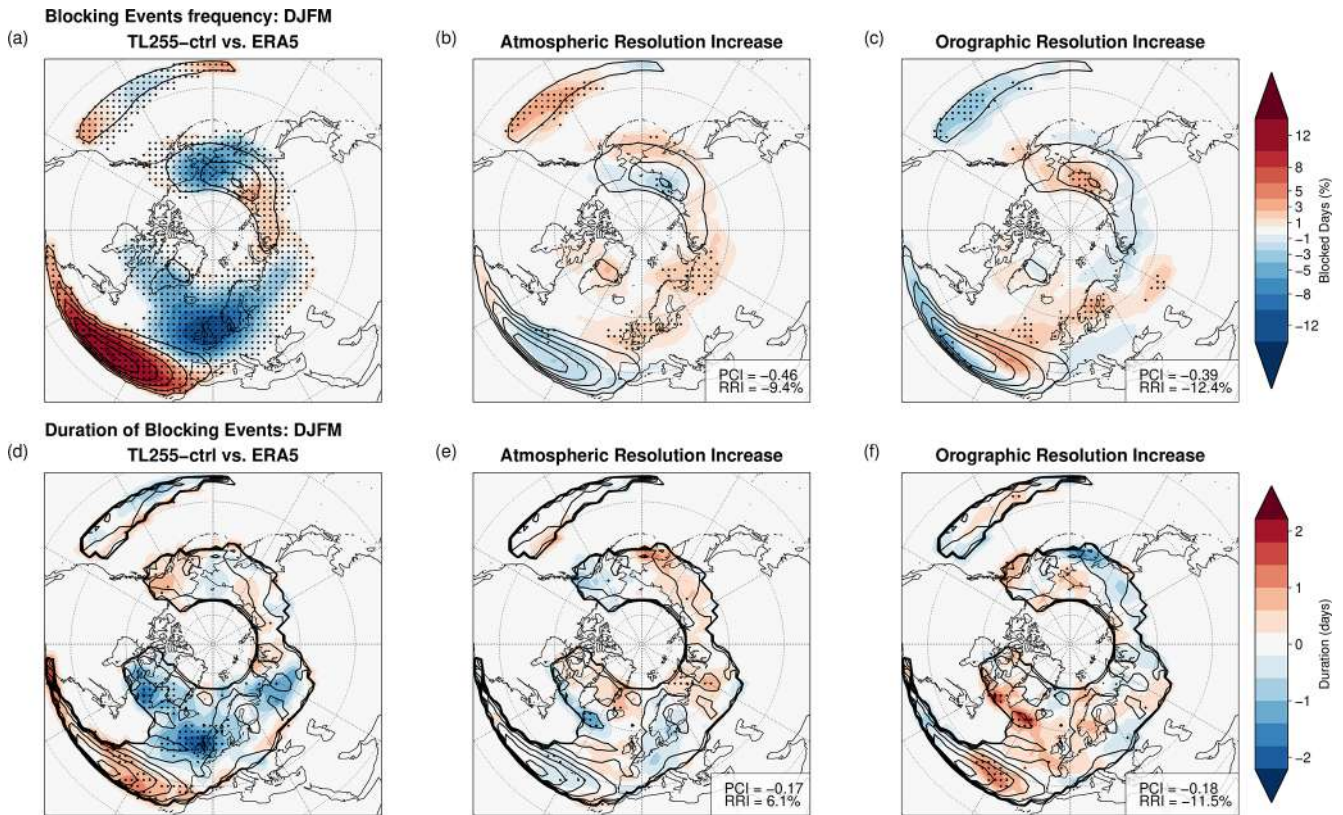 Blocking Events frequency: DJFM
(a) TL255−ctrl vs. ERA5
(b) Atmospheric Resolution Increase
(c) Orographic Resolution Increase
PCI = −0.46
RRI = −9.4%
PCI = −0.39
RRI = −12.4%
12
8
5
3
1
−1
−3
−5
−8
−12
Blocked Days (%)
Duration of Blocking Events: DJFM
(d) TL255−ctrl vs. ERA5
(e) Atmospheric Resolution Increase
(f) Orographic Resolution Increase
PCI = −0.17
RRI = 6.1%
PCI = −0.18
RRI = −11.5%
2
1
0
−1
−2
Duration (days)